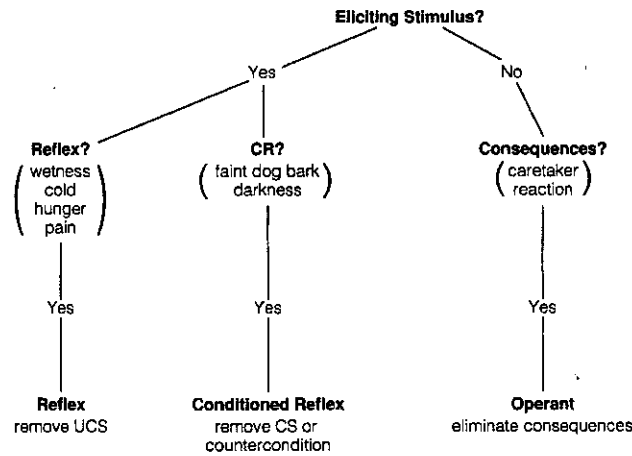 Eliciting Stimulus?
Yes
No
Reflex?
(wetness
cold
hunger
pain)
CR?
(faint dog bark
darkness)
Consequences?
(caretaker
reaction)
Yes
Yes
Yes
Reflex
remove UCS
Conditioned Reflex
remove CS or
countercondition
Operant
eliminate consequences